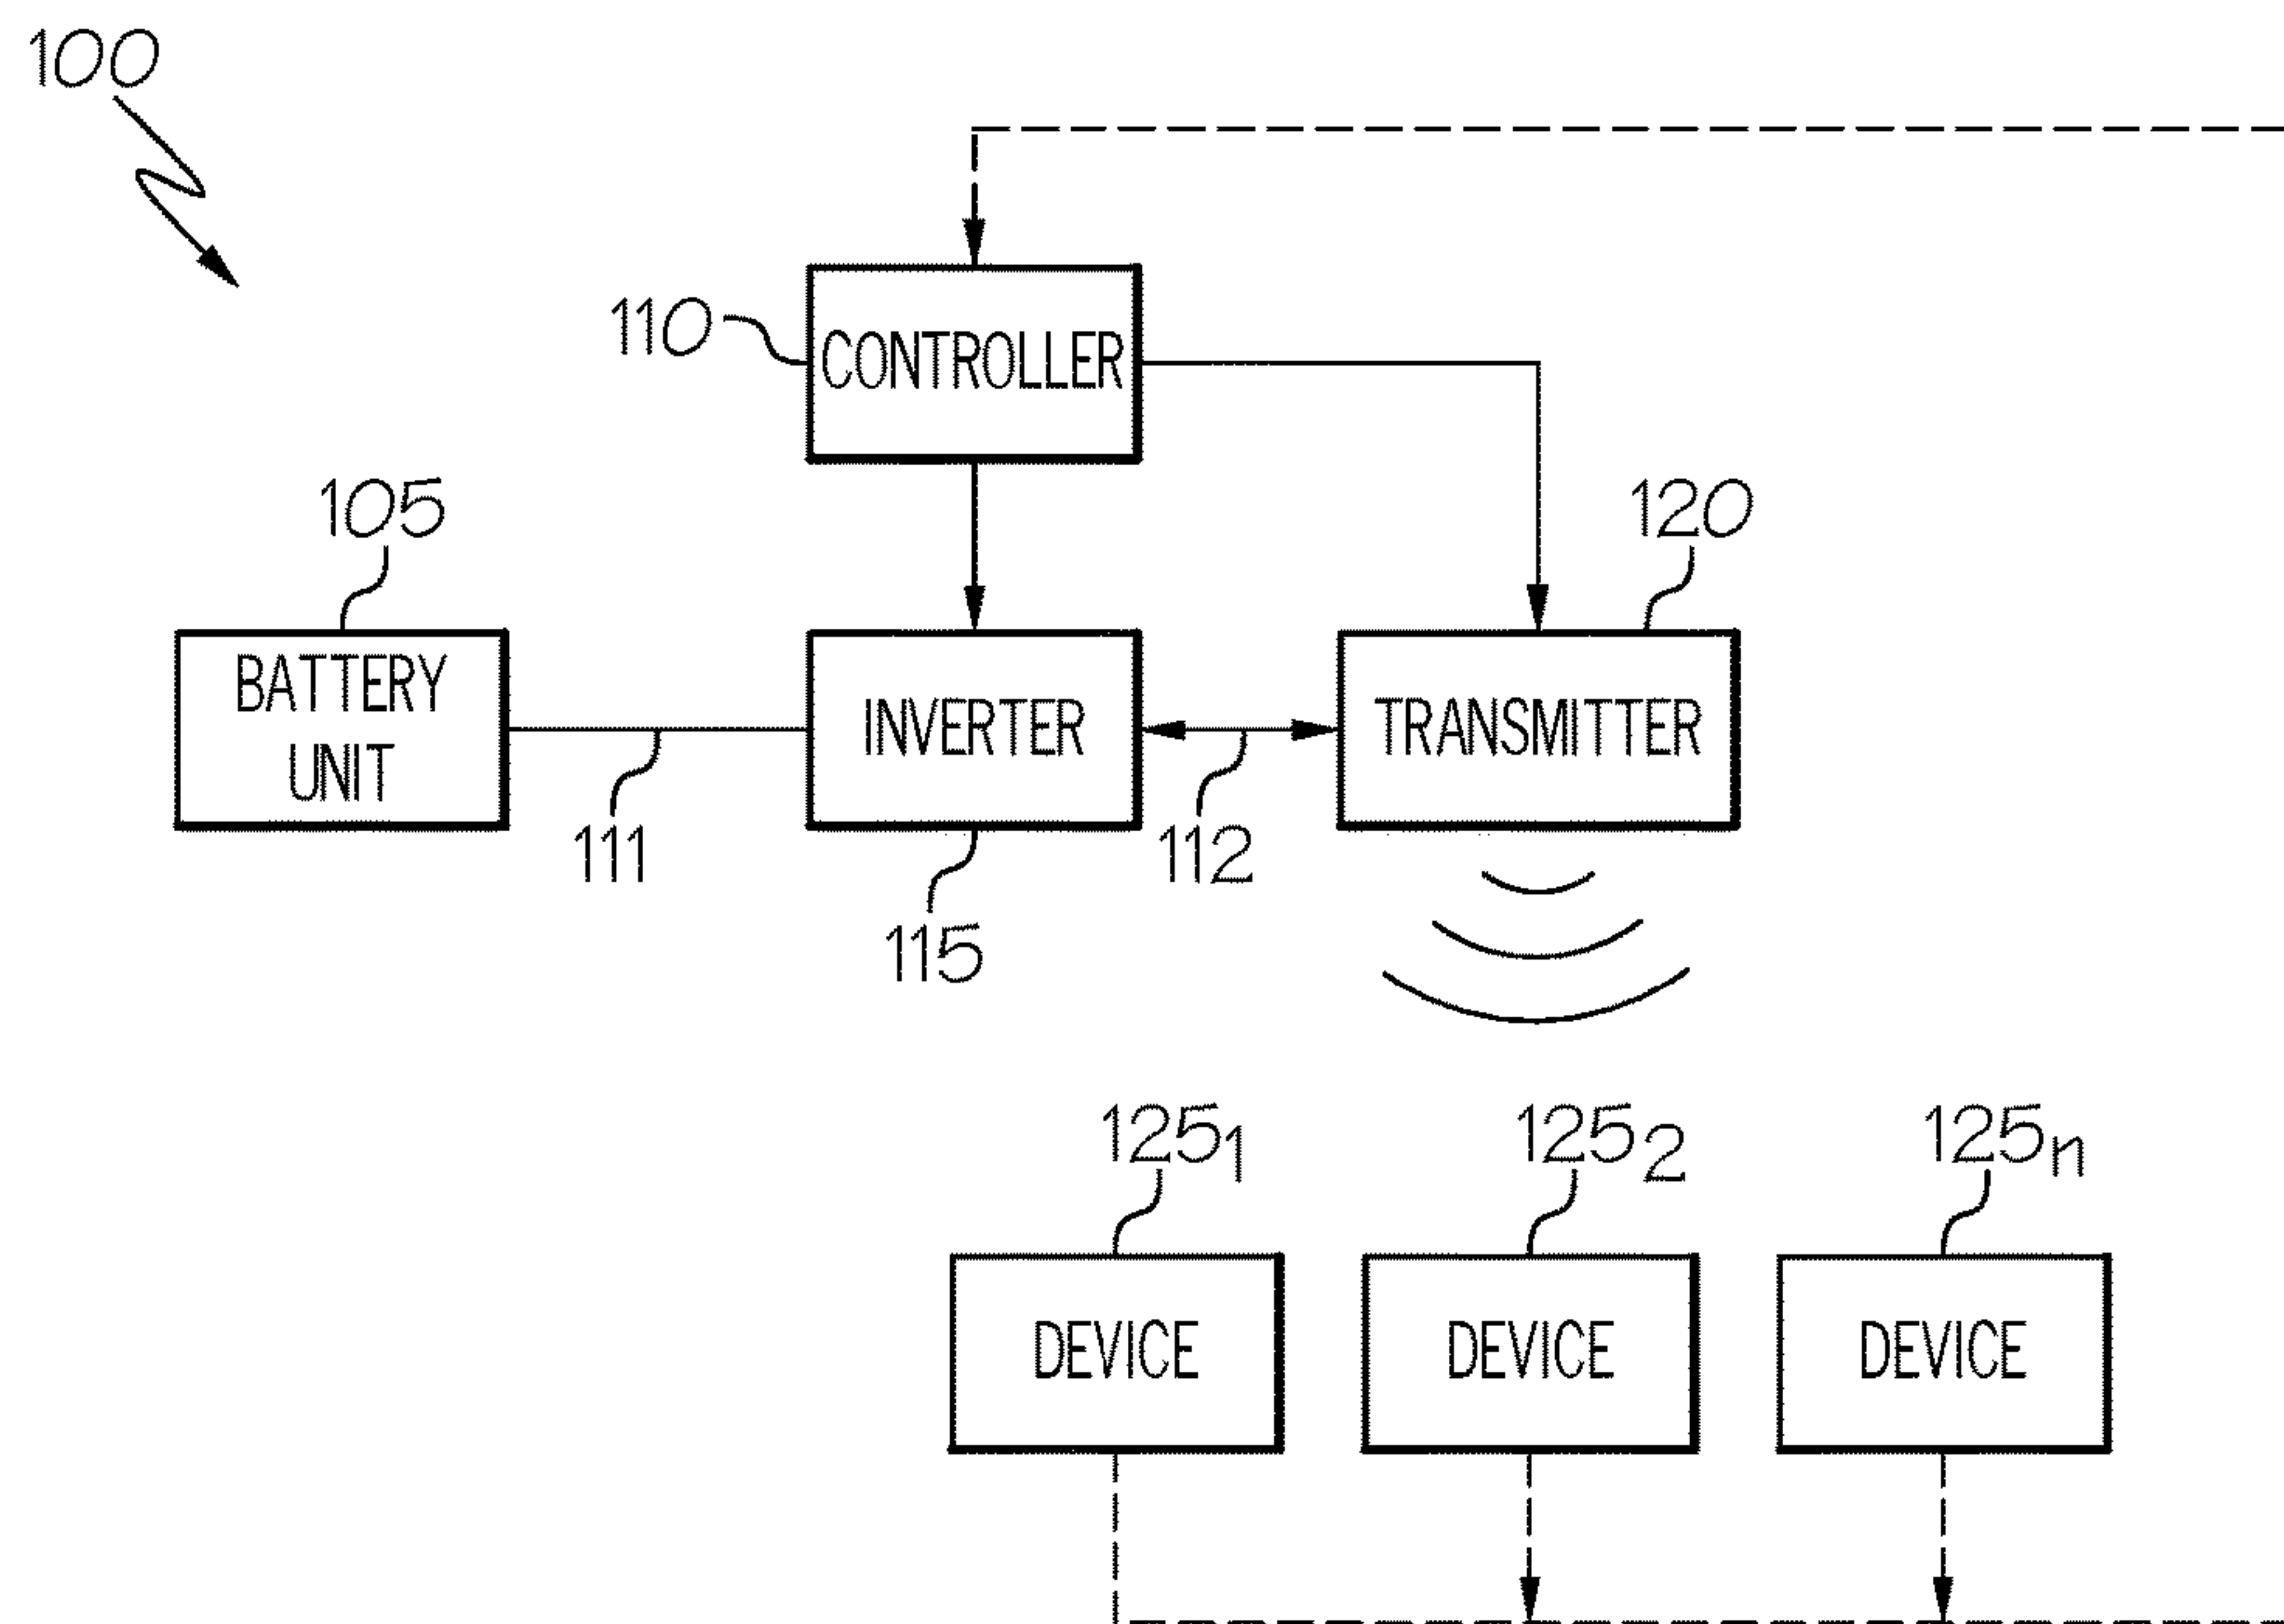 100
110
CONTROLLER
105
120
BATTERY
UNIT
INVERTER
TRANSMITTER
111
112
115
125₁
125₂
125ₙ
DEVICE
DEVICE
DEVICE